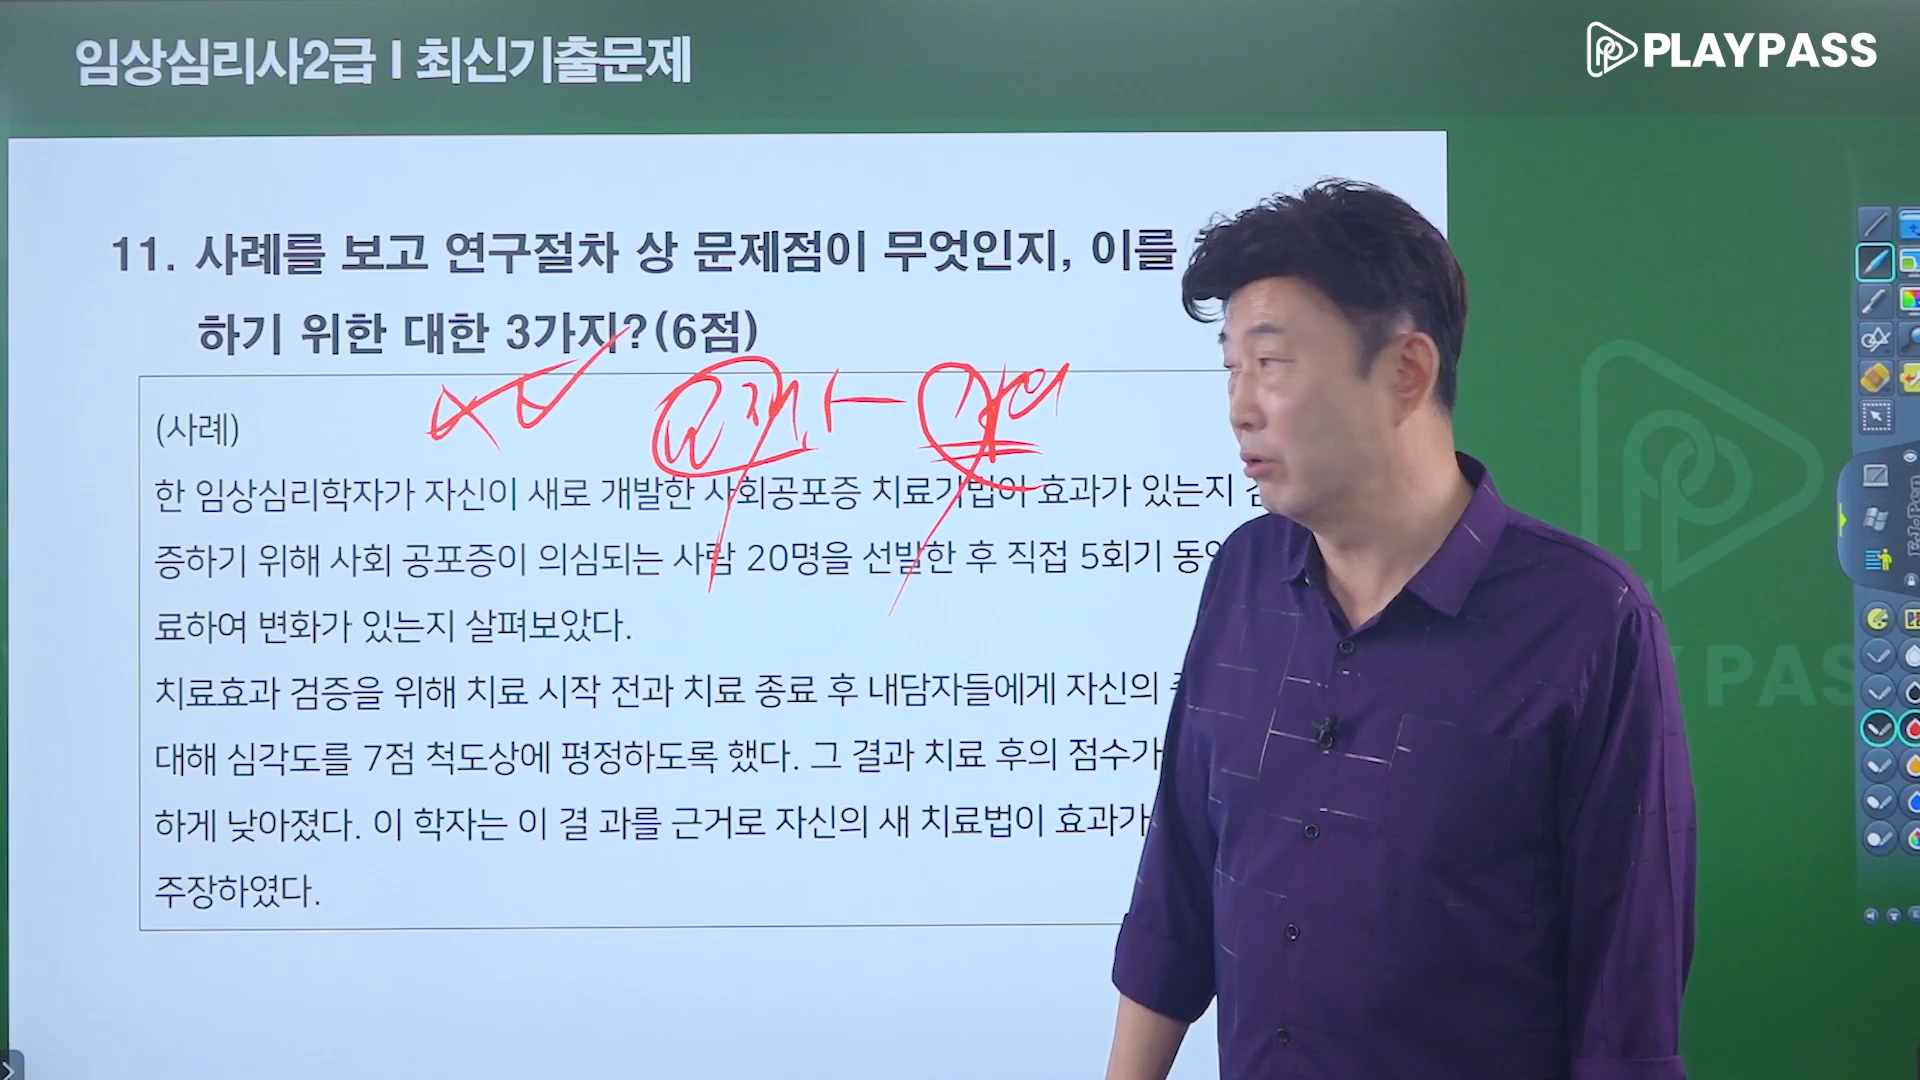 임상심리사2급 I 최신기출문제
PLAYPASS
11. 사례를 보고 연구절차 상 문제점이 무엇인지, 이를
하기 위한 대한 3가지?(6점)
(사례)
한 임상심리학자가 자신이 새로 개발한 사회공포증 치료기법이 효과가 있는지
증하기 위해 사회 공포증이 의심되는 사람 20명을 선발한 후 직접 5회기
료하여 변화가 있는지 살펴보았다.
치료효과 검증을 위해 치료 시작 전과 치료 종료 후 내담자들에게 자신의
대해 심각도를 7점 척도상에 평정하도록 했다. 그 결과 치료 후의 점수가
하게 낮아졌다. 이 학자는 이 결 과를 근거로 자신의 새 치료법이 효과가
주장하였다.
PASS